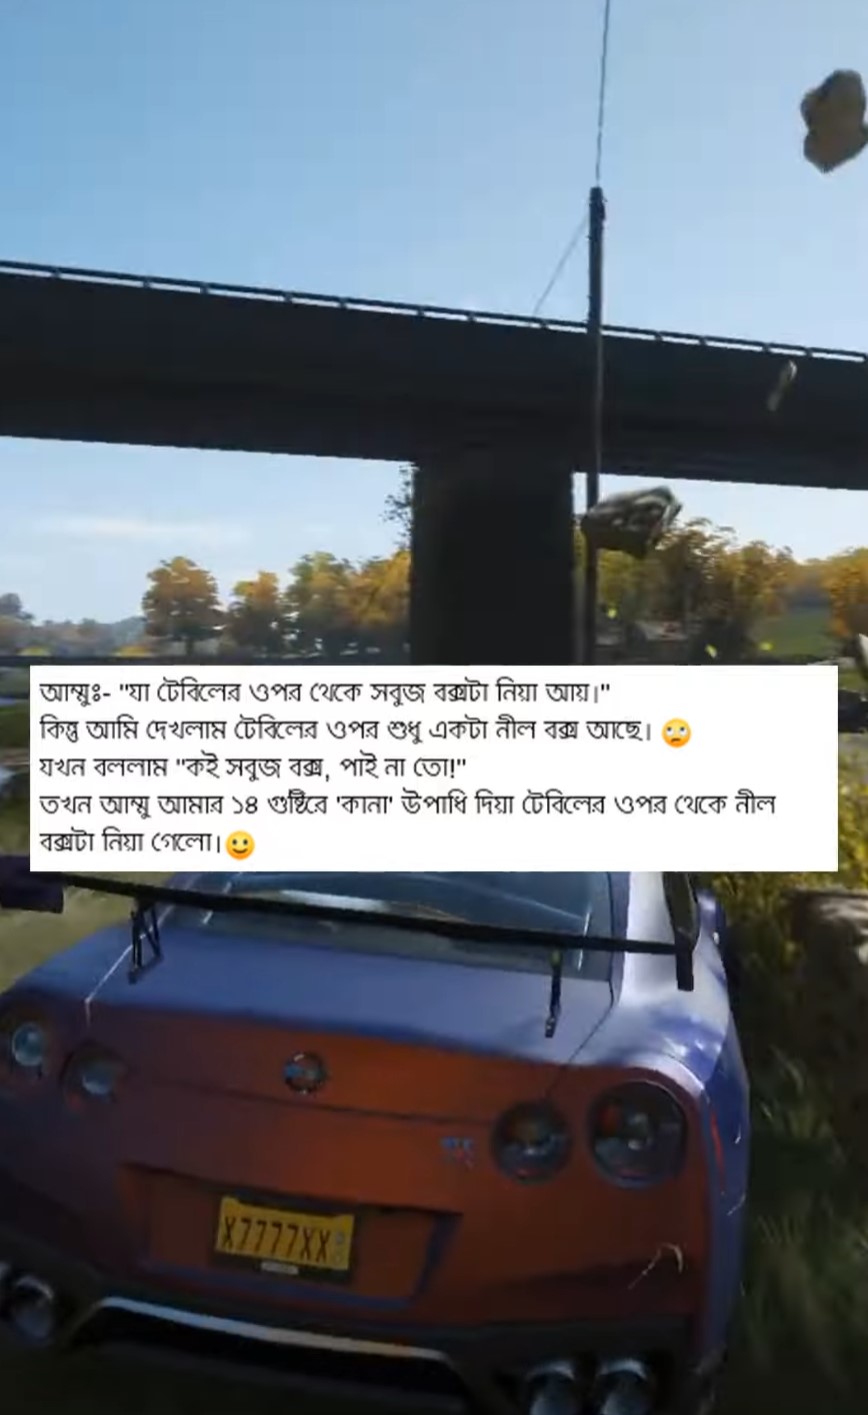 আম্মুঃ- "যা টেবিলের ওপর থেকে সবুজ বক্সটা নিয়া আয়।"
কিন্তু আমি দেখলাম টেবিলের ওপর শুধু একটা নীল বক্স আছে। 🙄
যখন বললাম "কই সবুজ বক্স, পাই না তো!"
তখন আম্মু আমার ১৪ গুষ্টিরে 'কানা' উপাধি দিয়া টেবিলের ওপর থেকে নীল
বক্সটা নিয়া গেলো।🙂
X7777XX